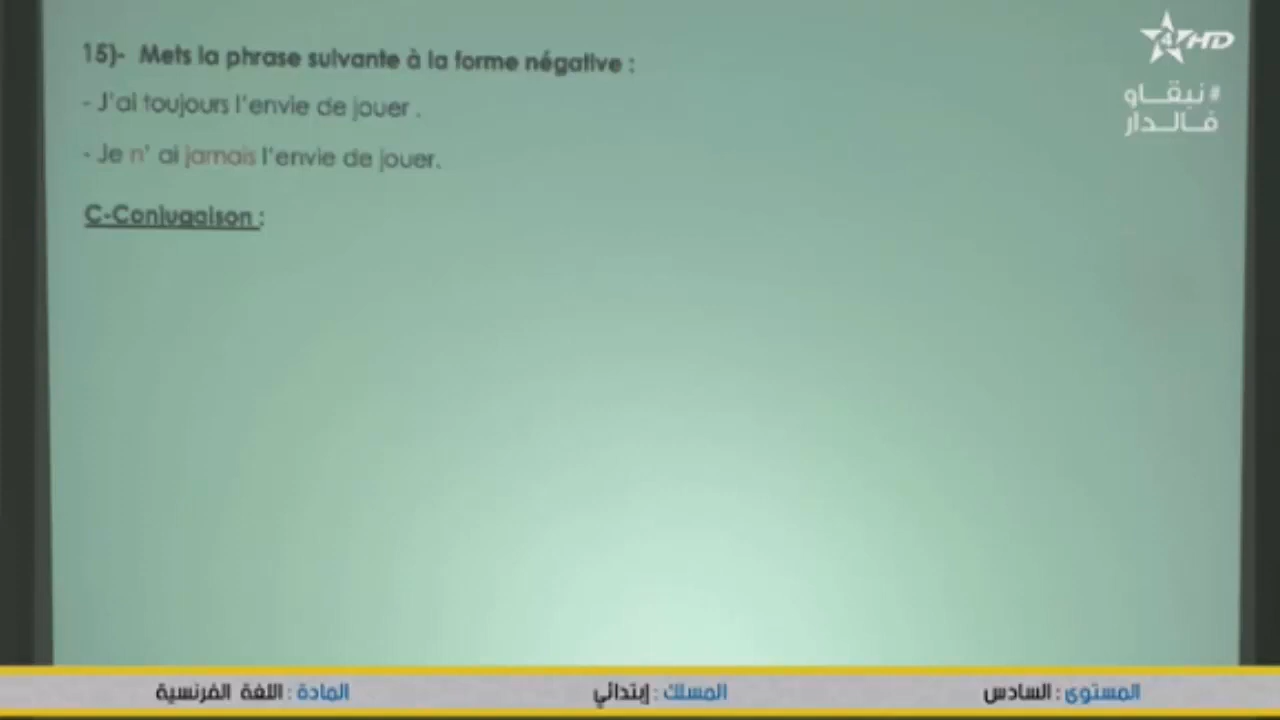 15)- Mets la phrase suivante à la forme négative :
- J'ai toujours l'envie de jouer .
- Je n' ai jamais l'envie de jouer.
C-Conjugaison :
4 HD
#نبقاو
فالدار
المستوى : السادس
المسلك : إبتدائي
المادة : اللغة الفرنسية